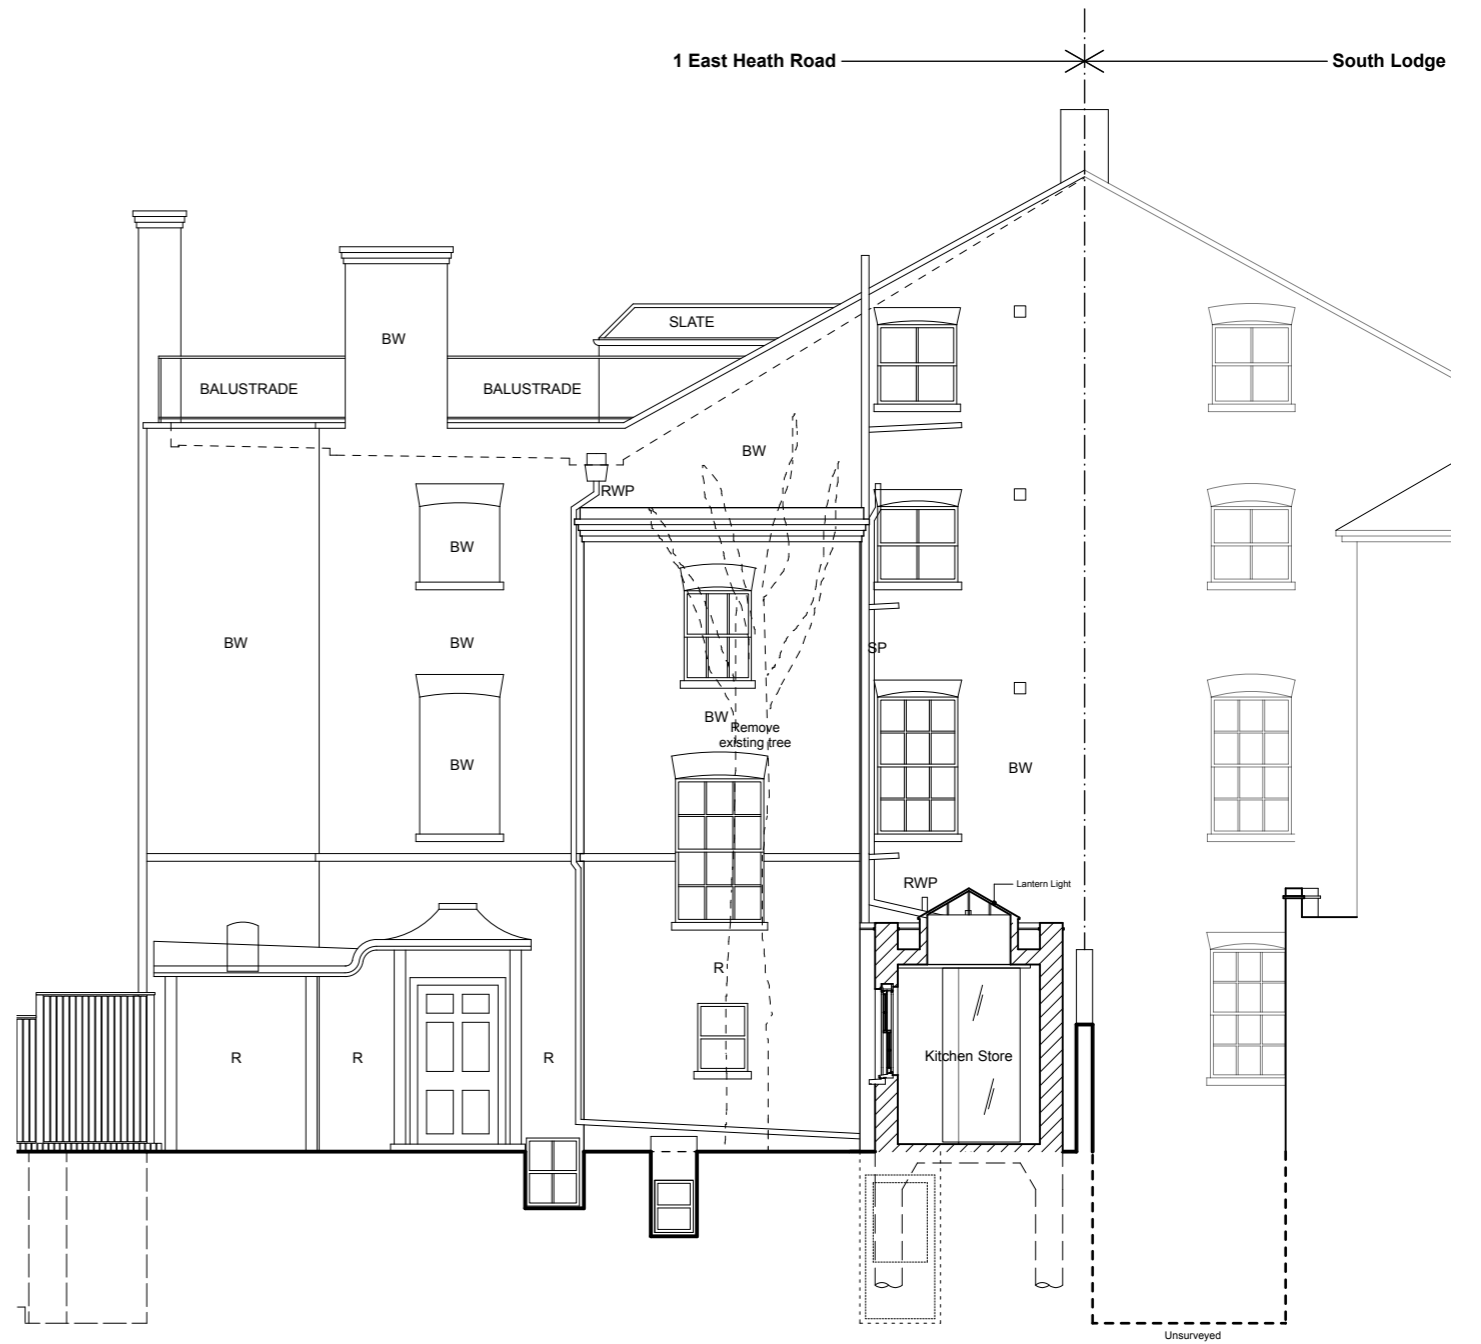 1 East Heath Road
South Lodge
SLATE
BW
BALUSTRADE
BALUSTRADE
BW
RWP
BW
BW
BW
SP
BW
Remove
existing tree
BW
BW
RWP
Lantern Light
R
Kitchen Store
R
R
R
Unsurveyed